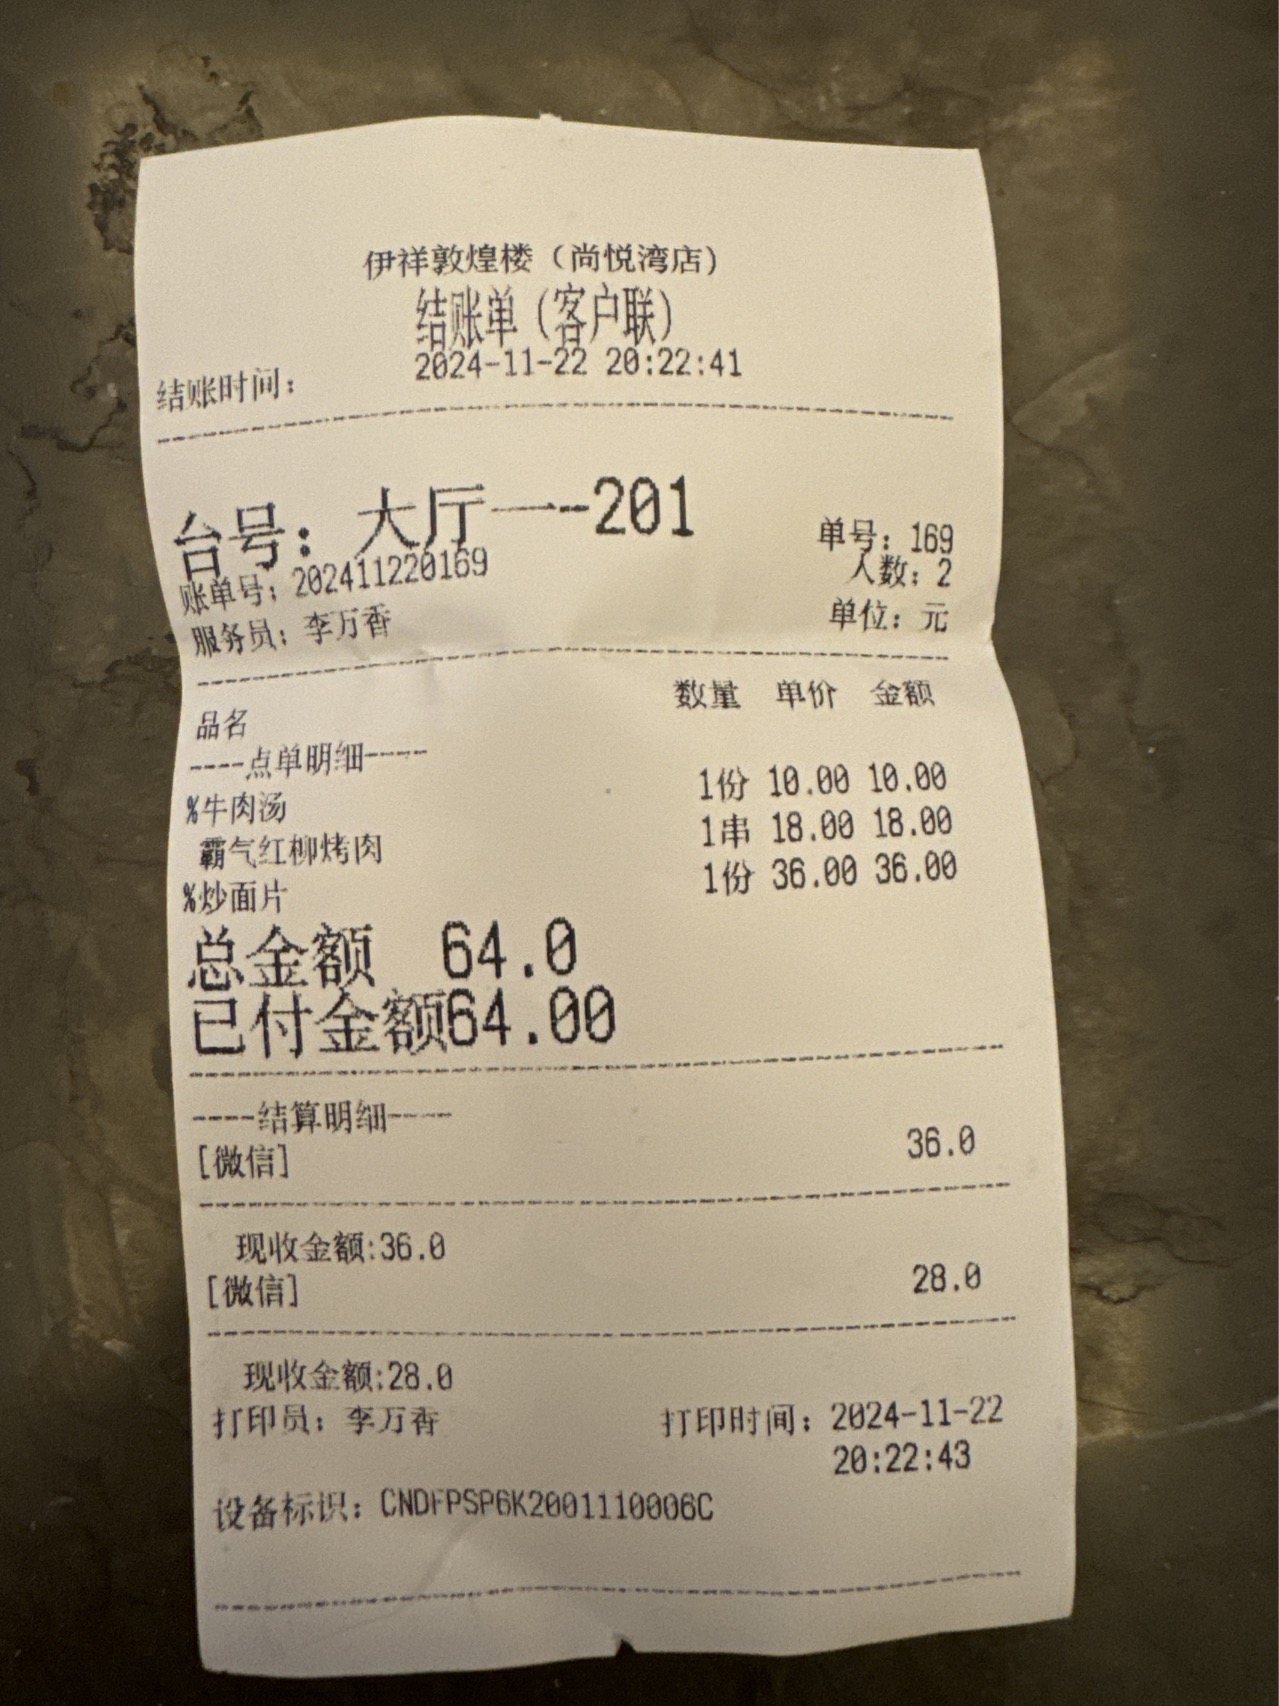 伊祥敦煌楼（尚悦湾店）
结账单（客户联）
结账时间： 2024-11-22 20:22:41
台号：大厅一-201 单号：169
账单号：202411220169 人数：2
服务员：李万香 单位：元
品名 数量 单价 金额
----点单明细----
%牛肉汤 1份 10.00 10.00
霸气红柳烤肉 1串 18.00 18.00
%炒面片 1份 36.00 36.00
总金额 64.0
已付金额64.00
----结算明细----
[微信] 36.0
现收金额:36.0
[微信] 28.0
现收金额:28.0
打印员：李万香 打印时间：2024-11-22
20:22:43
设备标识：CNDFPSP6K2001110006C